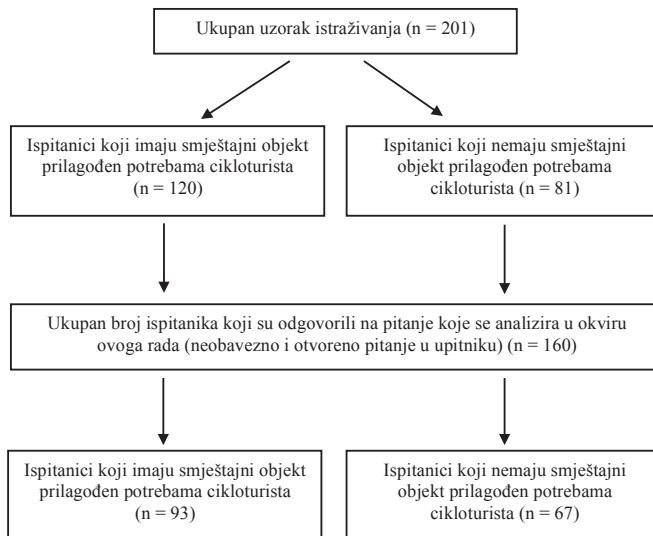 Ukupan uzorak istraživanja (n = 201)
Ispitanici koji imaju smještajni objekt
prilagođen potrebama cikloturista
(n = 120)
Ispitanici koji nemaju smještajni
objekt prilagođen potrebama
cikloturista (n = 81)
Ukupan broj ispitanika koji su odgovorili na pitanje koje se analizira u okviru
ovoga rada (neobavezno i otvoreno pitanje u upitniku) (n = 160)
Ispitanici koji imaju smještajni objekt
prilagođen potrebama cikloturista
(n = 93)
Ispitanici koji nemaju smještajni
objekt prilagođen potrebama
cikloturista (n = 67)